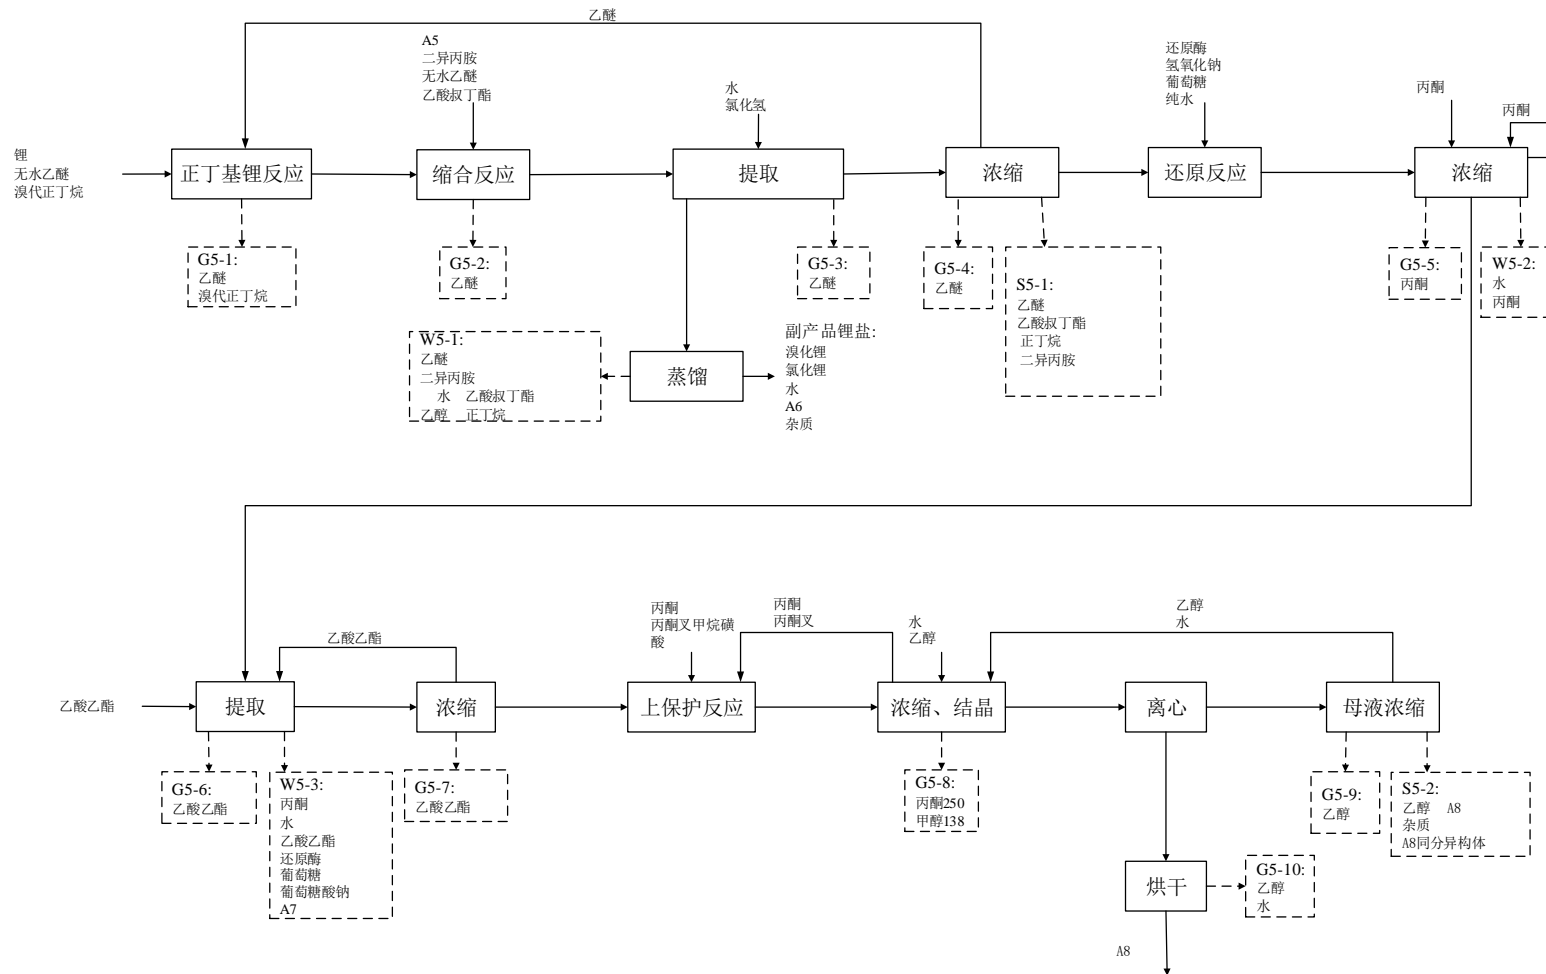 乙醚
A5
二异丙胺
无水乙醚
乙酸叔丁酯
水
氯化氢
还原酶
氢氧化钠
葡萄糖
纯水
丙酮
丙酮
锂
无水乙醚
溴代正丁烷
正丁基锂反应
缩合反应
提取
浓缩
还原反应
浓缩
G5-1:
乙醚
溴代正丁烷
G5-2:
乙醚
G5-3:
乙醚
G5-4:
乙醚
S5-1:
乙醚
乙酸叔丁酯
正丁烷
二异丙胺
G5-5:
丙酮
W5-2:
水
丙酮
W5-1:
乙醚
二异丙胺
水 乙酸叔丁酯
乙醇 正丁烷
蒸馏
副产品锂盐:
溴化锂
氯化锂
水
A6
杂质
乙酸乙酯
丙酮
丙酮叉甲烷磺
酸
丙酮
丙酮叉
水
乙醇
乙醇
水
乙酸乙酯
提取
浓缩
上保护反应
浓缩、结晶
离心
母液浓缩
G5-6:
乙酸乙酯
W5-3:
丙酮
水
乙酸乙酯
还原酶
葡萄糖
葡萄糖酸钠
A7
G5-7:
乙酸乙酯
G5-8:
丙酮250
甲醇138
G5-9:
乙醇
S5-2:
乙醇 A8
杂质
A8同分异构体
烘干
G5-10:
乙醇
水
A8